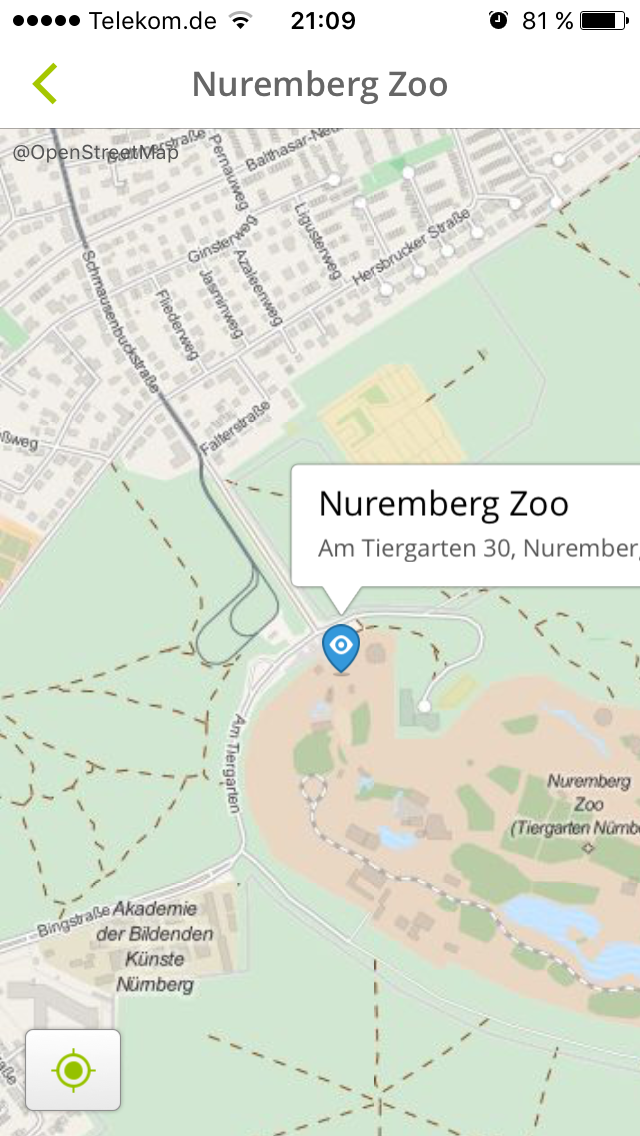 Telekom.de 21:09 81 %
Nuremberg Zoo
@OpenStreetMap
Pernauweg
Balthasar-Neu
Ligusterweg
Hersbrucker Straße
Ginsterweg
Azaleenweg
Jasminweg
Fliederweg
Schmausenbuckstraße
Falterstraße
ßweg
Nuremberg Zoo
Am Tiergarten 30, Nuremberg
Am Tiergarten
Nuremberg
Zoo
(Tiergarten Nürnbe
Bingstraße
Akademie
der Bildenden
Künste
Nürnberg
aße